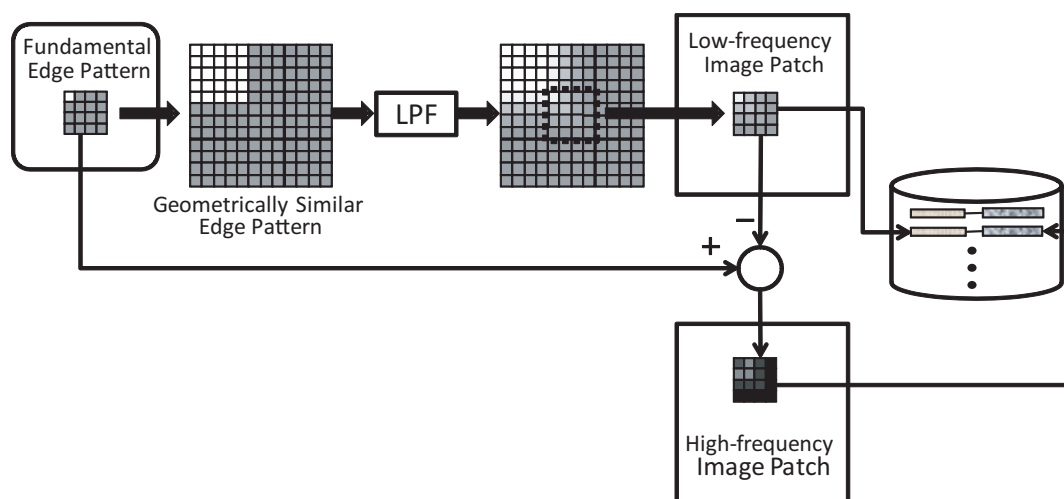 Fundamental
Edge Pattern
Geometrically Similar
Edge Pattern
LPF
Low-frequency
Image Patch
−
+
High-frequency
Image Patch